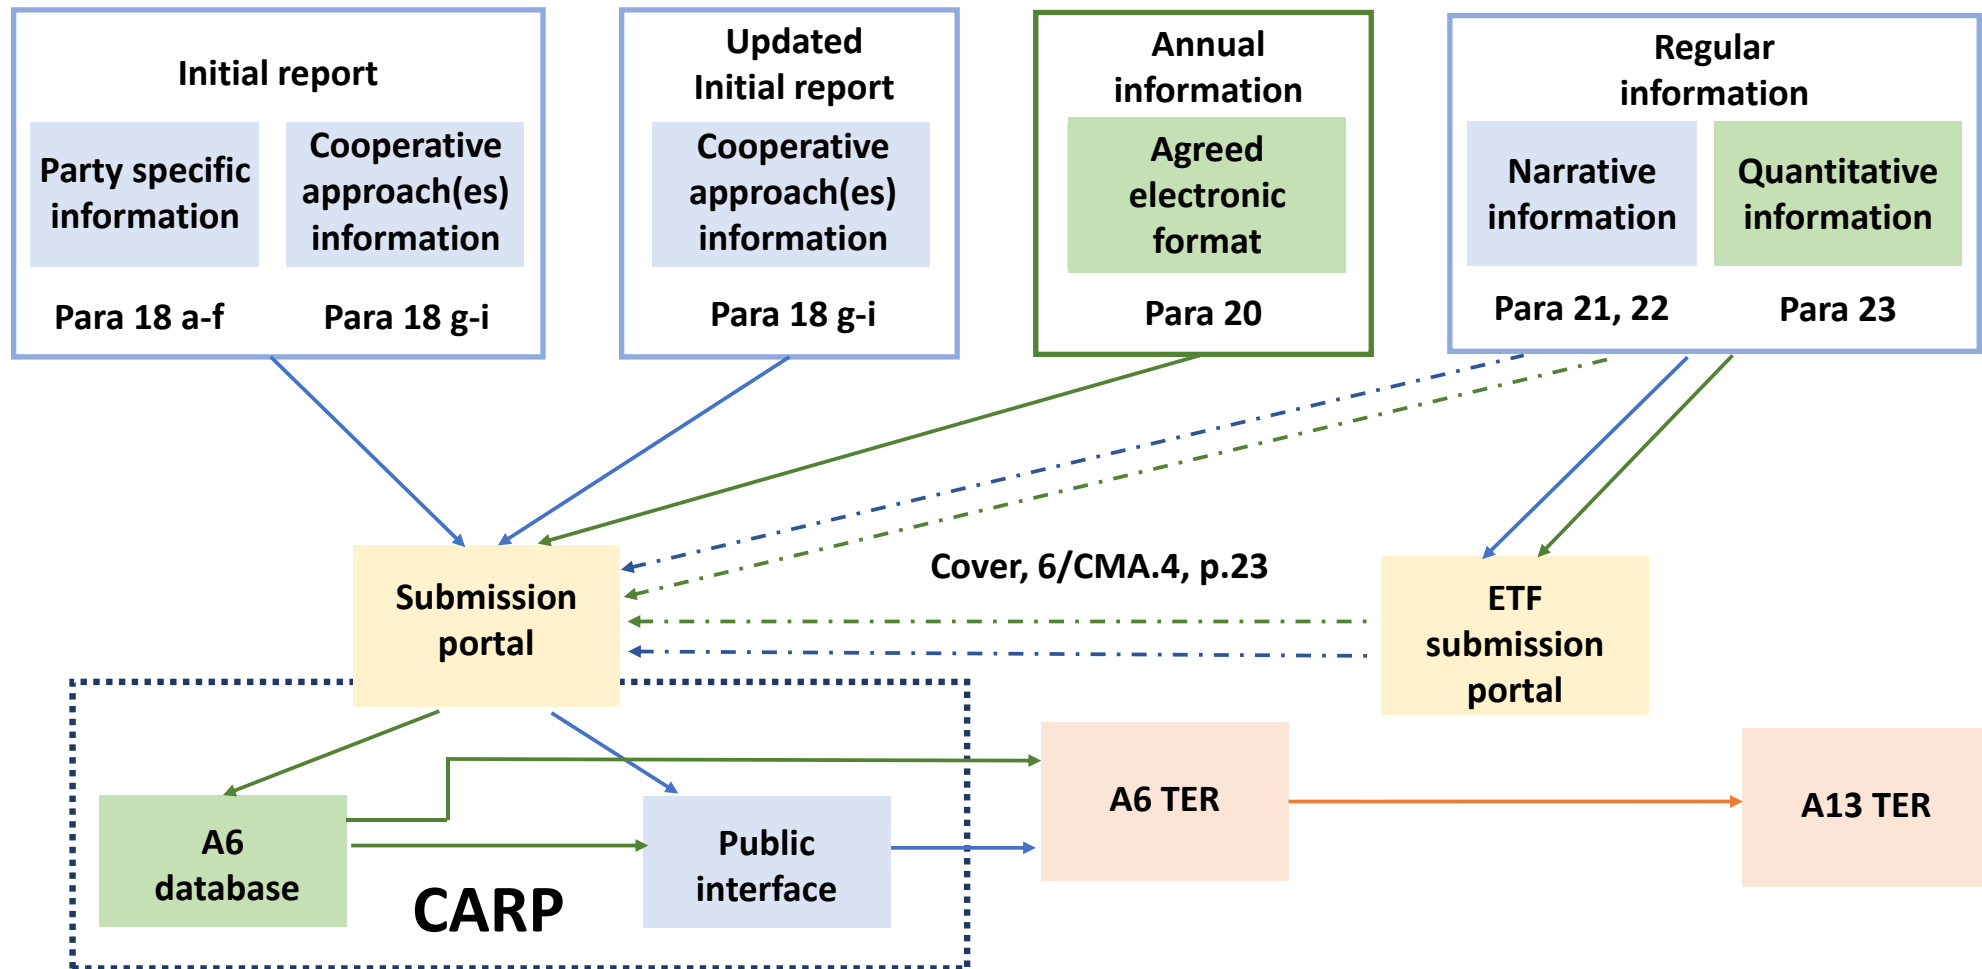 Initial report
Party specific
information
Cooperative
approach(es)
information
Para 18 a-f
Para 18 g-i
Updated
Initial report
Cooperative
approach(es)
information
Para 18 g-i
Annual
information
Agreed
electronic
format
Para 20
Regular
information
Narrative
information
Quantitative
information
Para 21, 22
Para 23
Submission
portal
Cover, 6/CMA.4, p.23
ETF
submission
portal
A6
database
CARP
Public
interface
A6 TER
A13 TER